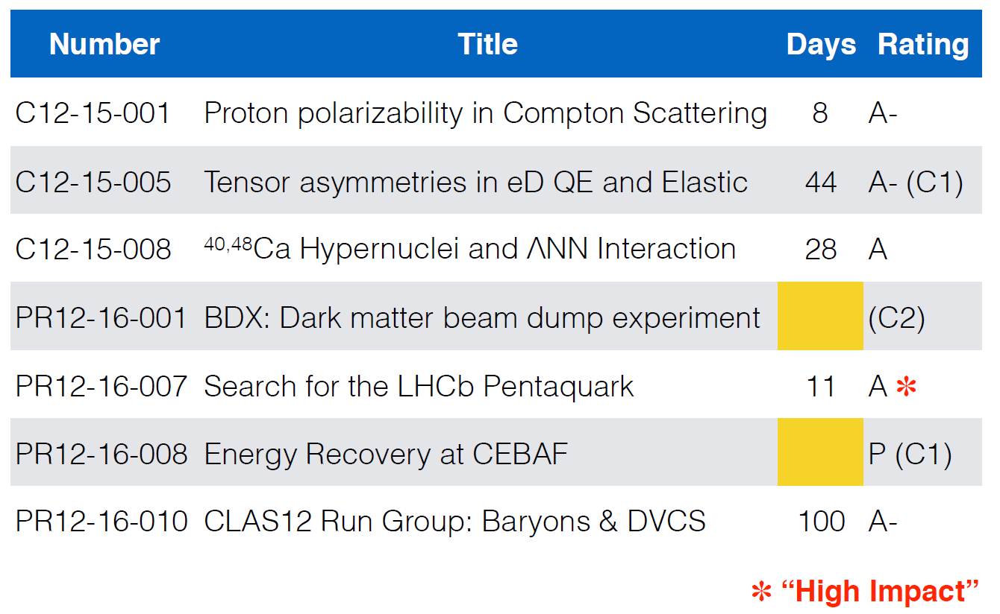 Number Title Days Rating
C12-15-001 Proton polarizability in Compton Scattering 8 A-
C12-15-005 Tensor asymmetries in eD QE and Elastic 44 A- (C1)
C12-15-008 40,48Ca Hypernuclei and ΛNN Interaction 28 A
PR12-16-001 BDX: Dark matter beam dump experiment (C2)
PR12-16-007 Search for the LHCb Pentaquark 11 A *
PR12-16-008 Energy Recovery at CEBAF P (C1)
PR12-16-010 CLAS12 Run Group: Baryons & DVCS 100 A-
* “High Impact”